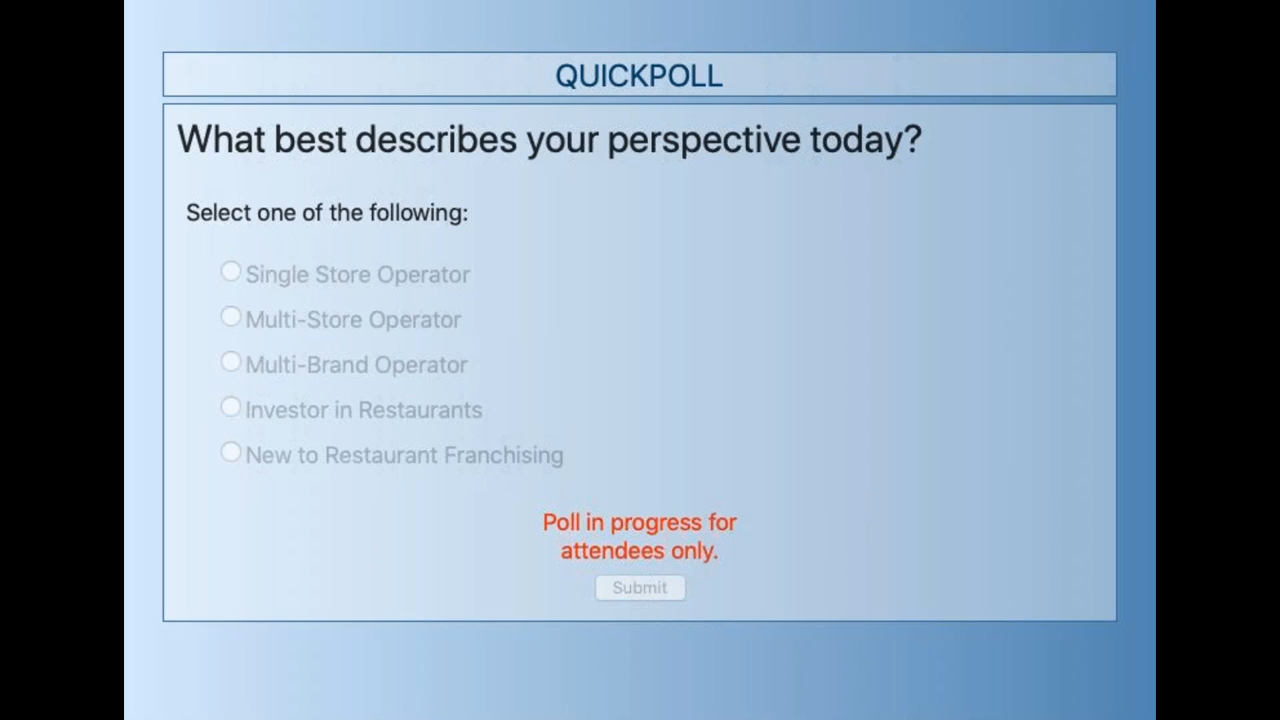 QUICKPOLL
What best describes your perspective today?
Select one of the following:
Single Store Operator
Multi-Store Operator
Multi-Brand Operator
Investor in Restaurants
New to Restaurant Franchising
Poll in progress for
attendees only.
Submit